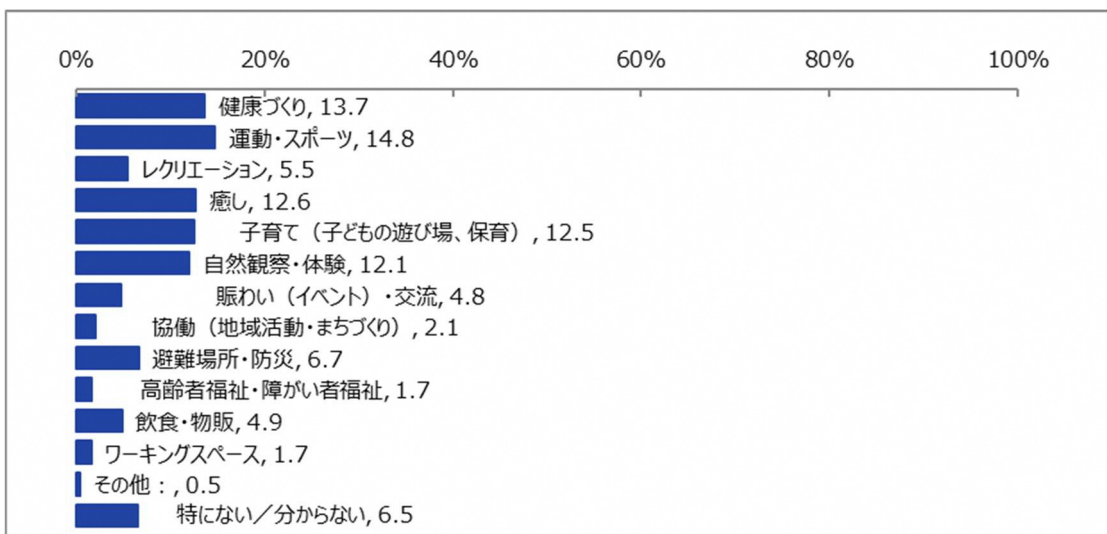 0% 20% 40% 60% 80% 100%
健康づくり, 13.7
運動・スポーツ, 14.8
レクリエーション, 5.5
癒し, 12.6
子育て（子どもの遊び場、保育）, 12.5
自然観察・体験, 12.1
賑わい（イベント）・交流, 4.8
協働（地域活動・まちづくり）, 2.1
避難場所・防災, 6.7
高齢者福祉・障がい者福祉, 1.7
飲食・物販, 4.9
ワーキングスペース, 1.7
その他：, 0.5
特にない／分からない, 6.5